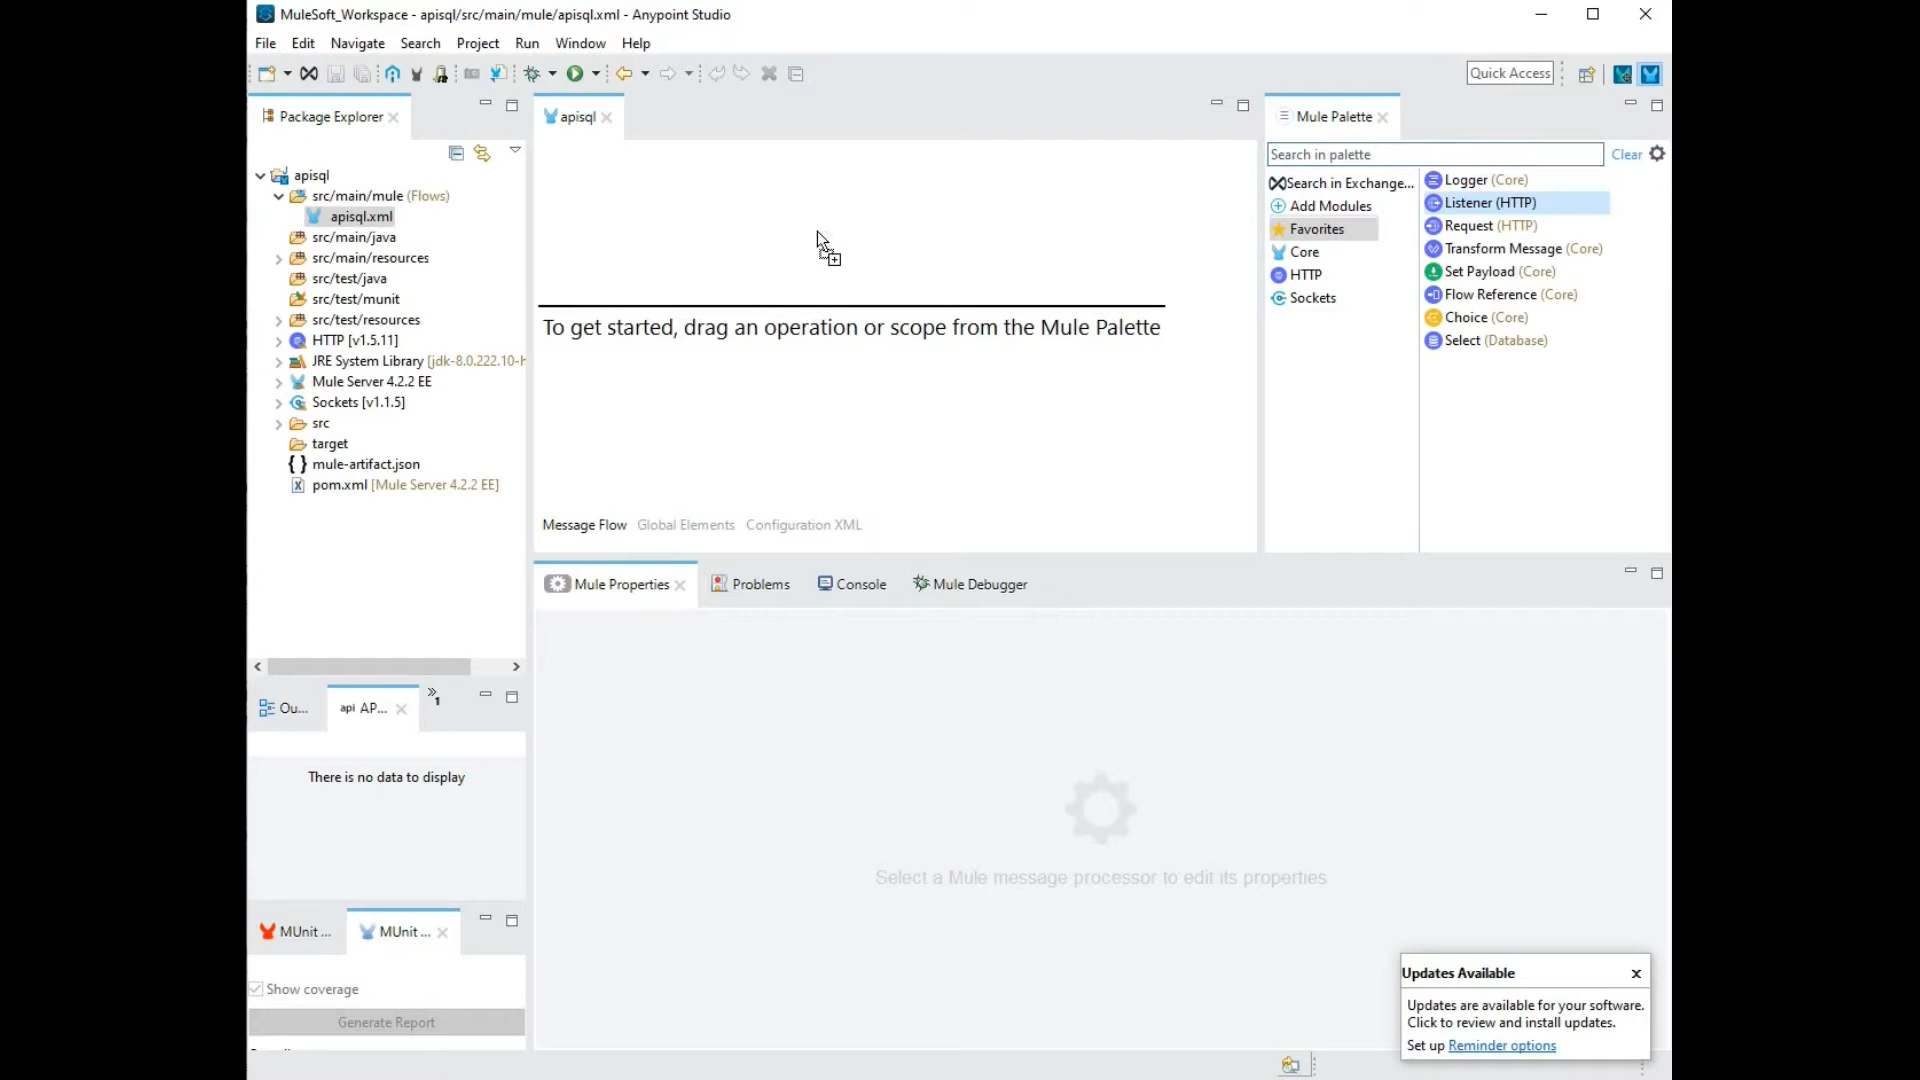 MuleSoft_Workspace - apisql/src/main/mule/apisql.xml - Anypoint Studio
File Edit Navigate Search Project Run Window Help
Quick Access
Package Explorer
apisql
src/main/mule (Flows)
apisql.xml
src/main/java
src/main/resources
src/test/java
src/test/munit
src/test/resources
HTTP [v1.5.11]
JRE System Library [jdk-8.0.222.10-h
Mule Server 4.2.2 EE
Sockets [v1.1.5]
src
target
mule-artifact.json
pom.xml [Mule Server 4.2.2 EE]
apisql
To get started, drag an operation or scope from the Mule Palette
Message Flow Global Elements Configuration XML
Mule Palette
Search in palette
Clear
Search in Exchange...
Add Modules
Favorites
Core
HTTP
Sockets
Logger (Core)
Listener (HTTP)
Request (HTTP)
Transform Message (Core)
Set Payload (Core)
Flow Reference (Core)
Choice (Core)
Select (Database)
Ou...
api AP...
1
There is no data to display
MUnit ...
MUnit ...
Show coverage
Generate Report
Mule Properties
Problems
Console
Mule Debugger
Select a Mule message processor to edit its properties
Updates Available
Updates are available for your software.
Click to review and install updates.
Set up Reminder options